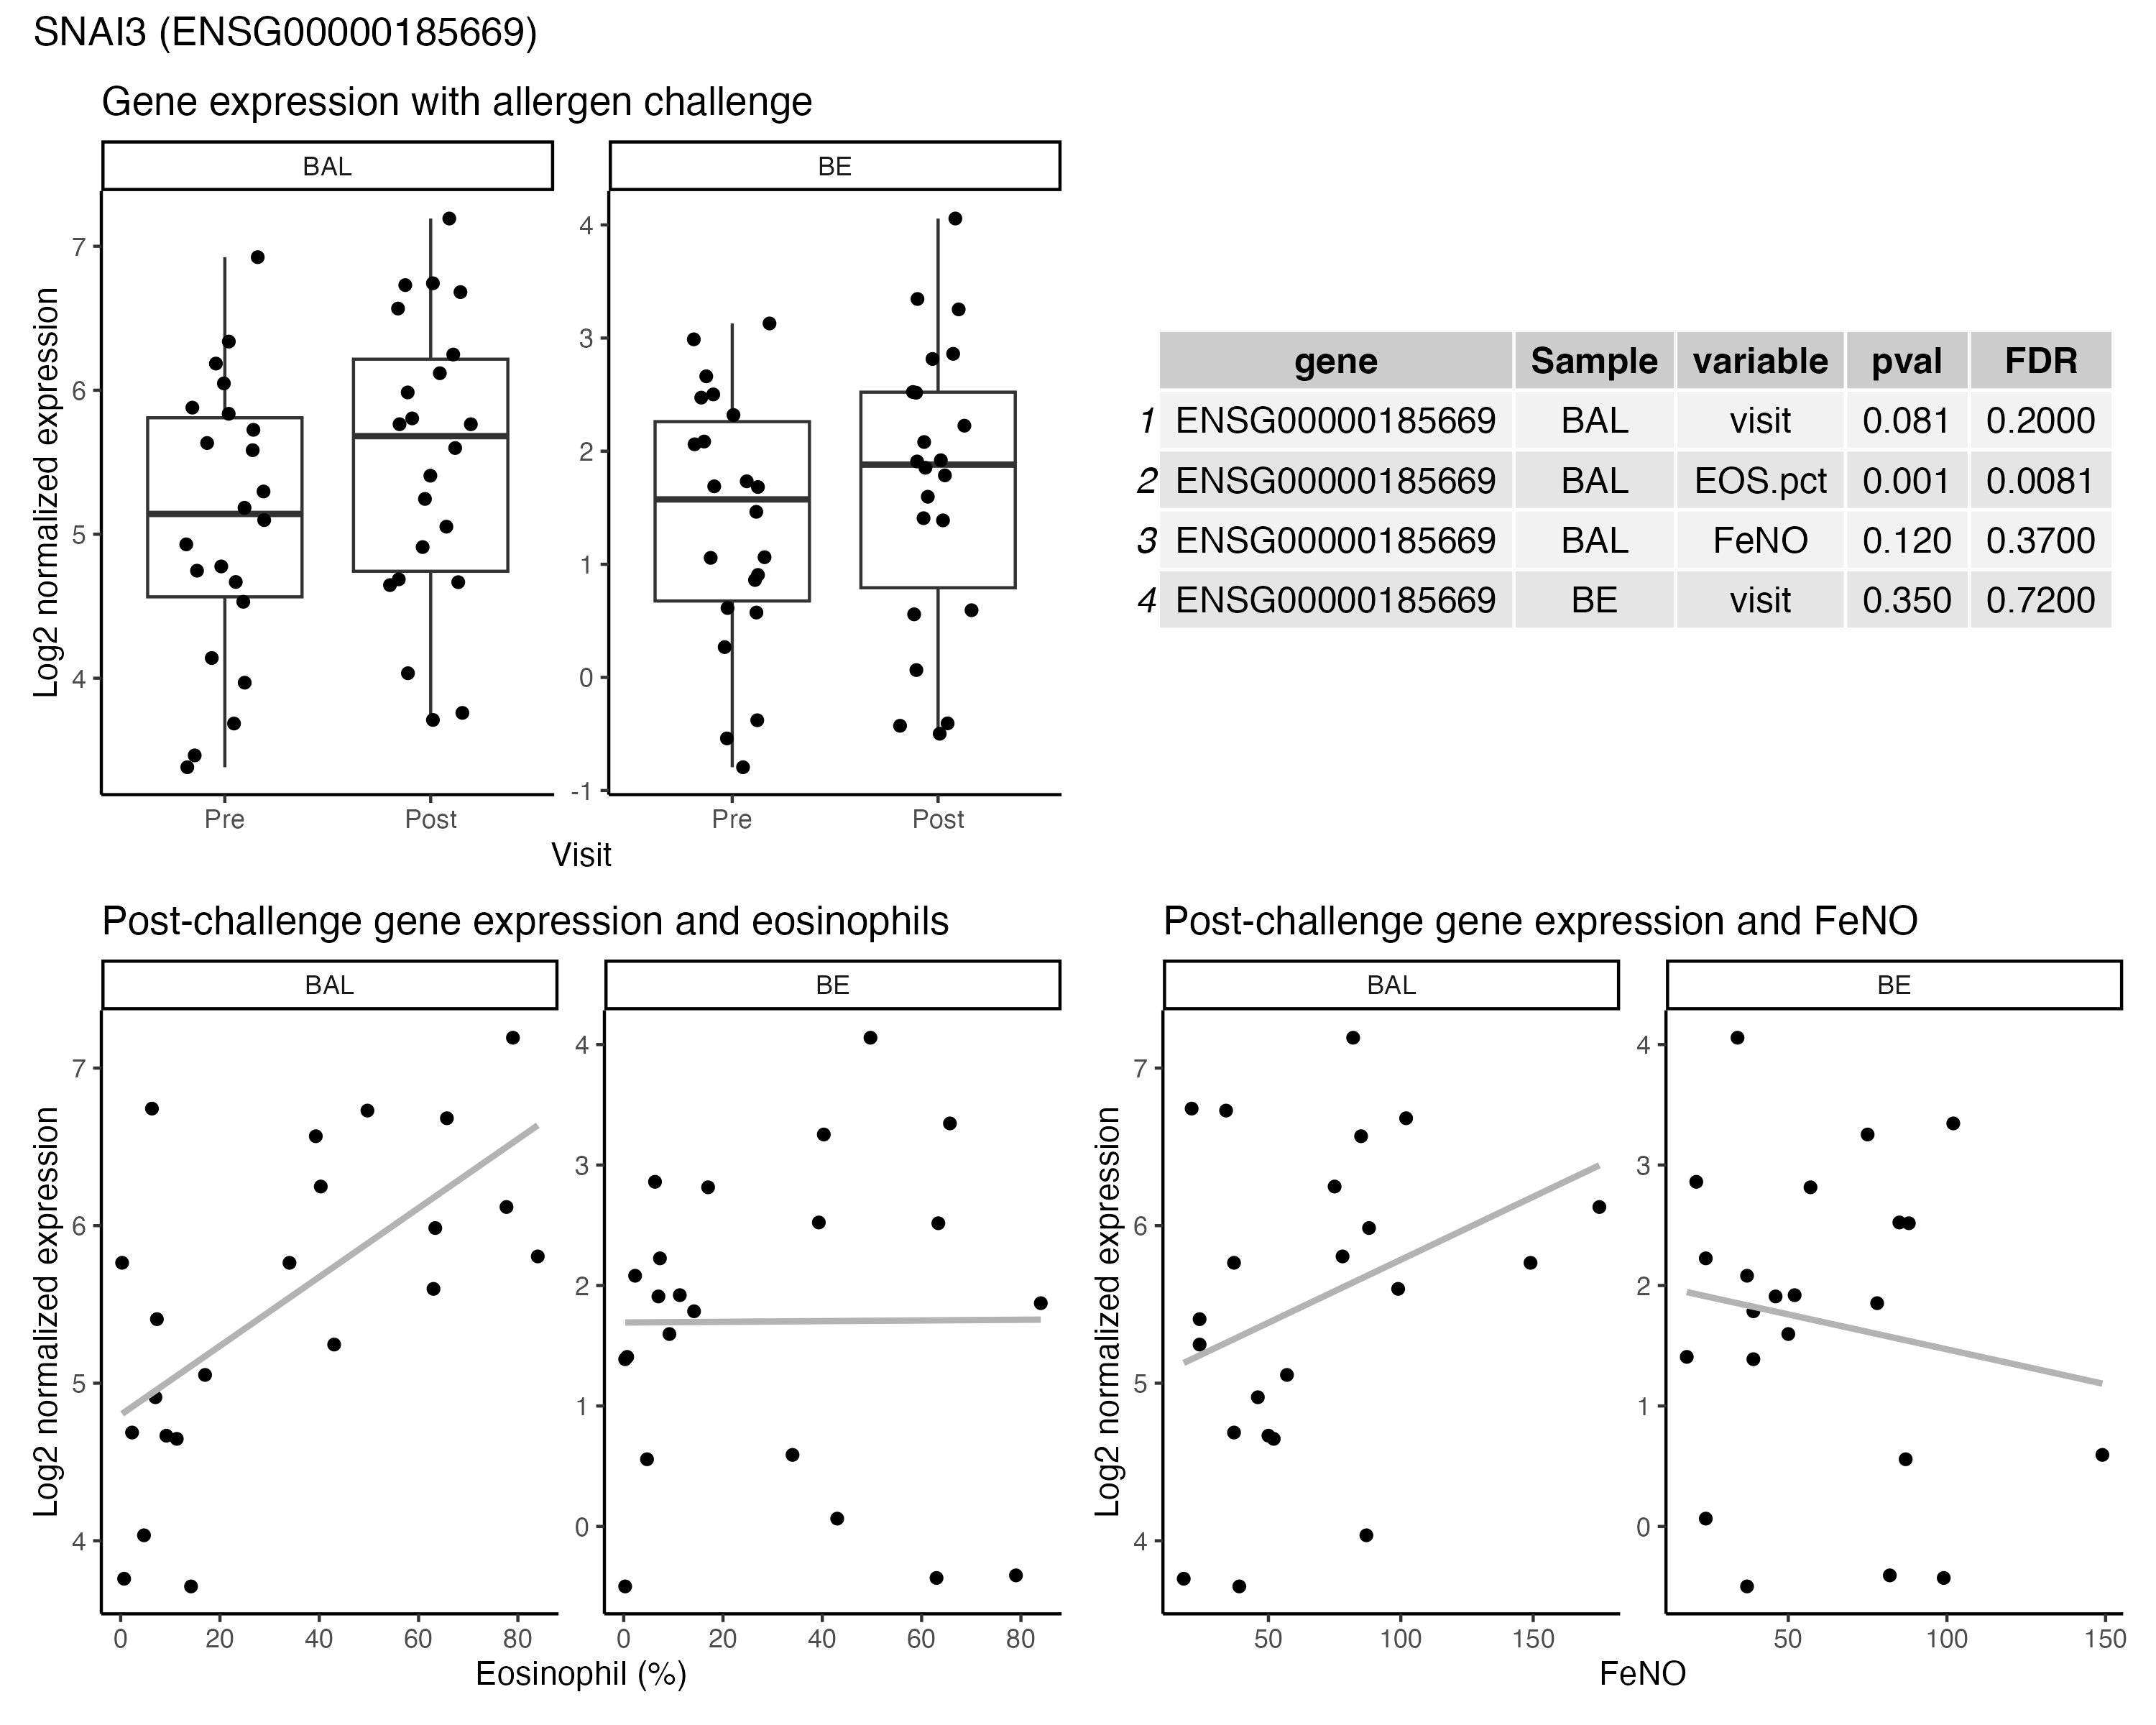 SNAI3 (ENSG00000185669)
Gene expression with allergen challenge
BAL
BE
Log2 normalized expression
7
6
5
4
4
3
2
1
0
-1
Pre
Post
Pre
Post
Visit
gene Sample variable pval FDR
1 ENSG00000185669 BAL visit 0.081 0.2000
2 ENSG00000185669 BAL EOS.pct 0.001 0.0081
3 ENSG00000185669 BAL FeNO 0.120 0.3700
4 ENSG00000185669 BE visit 0.350 0.7200
Post-challenge gene expression and eosinophils
BAL
BE
Log2 normalized expression
7
6
5
4
4
3
2
1
0
0 20 40 60 80
0 20 40 60 80
Eosinophil (%)
Post-challenge gene expression and FeNO
BAL
BE
Log2 normalized expression
7
6
5
4
4
3
2
1
0
50 100 150
50 100 150
FeNO